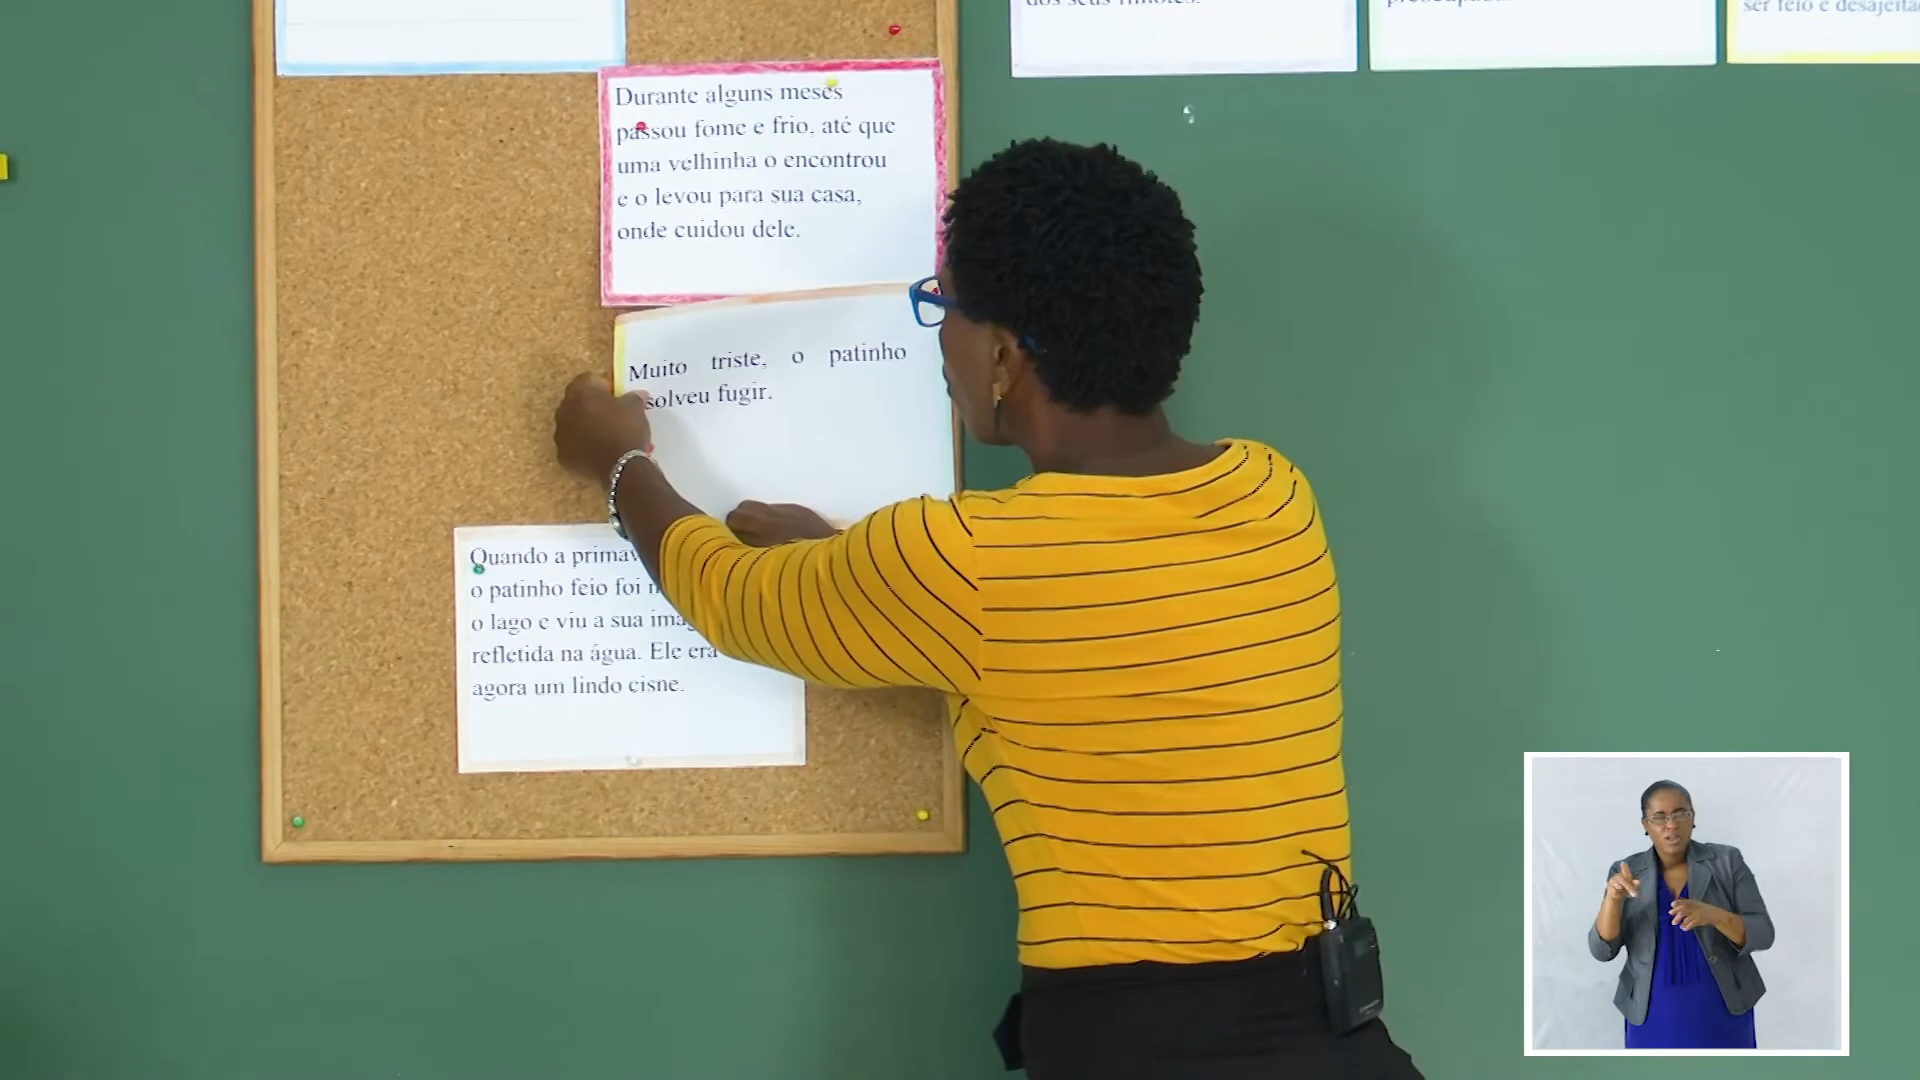 dos seus filhotes.
ser feio e desajeita
Durante alguns meses
passou fome e frio, até que
uma velhinha o encontrou
e o levou para sua casa,
onde cuidou dele.
Muito triste, o patinho
solveu fugir.
Quando a primav
o patinho feio foi
o lago e viu a sua imag
refletida na água. Ele era
agora um lindo cisne.